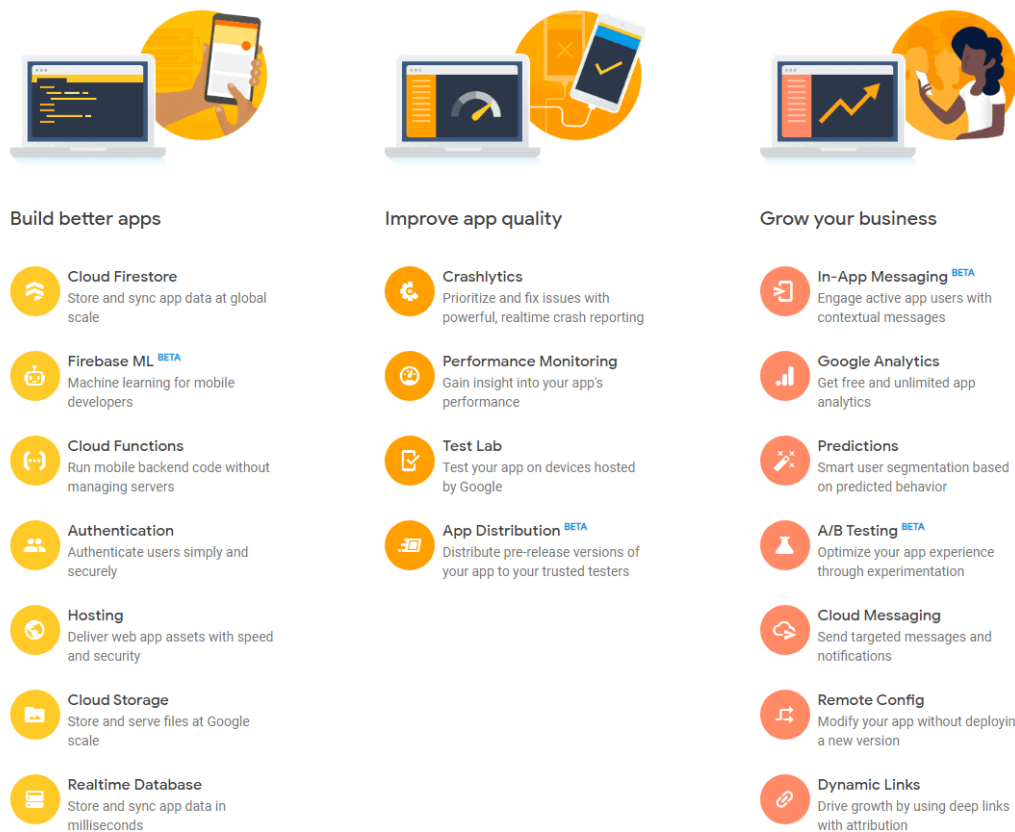 Build better apps
Cloud Firestore
Store and sync app data at global
scale
Firebase ML BETA
Machine learning for mobile
developers
Cloud Functions
Run mobile backend code without
managing servers
Authentication
Authenticate users simply and
securely
Hosting
Deliver web app assets with speed
and security
Cloud Storage
Store and serve files at Google
scale
Realtime Database
Store and sync app data in
milliseconds
Improve app quality
Crashlytics
Prioritize and fix issues with
powerful, realtime crash reporting
Performance Monitoring
Gain insight into your app's
performance
Test Lab
Test your app on devices hosted
by Google
App Distribution BETA
Distribute pre-release versions of
your app to your trusted testers
Grow your business
In-App Messaging BETA
Engage active app users with
contextual messages
Google Analytics
Get free and unlimited app
analytics
Predictions
Smart user segmentation based
on predicted behavior
A/B Testing BETA
Optimize your app experience
through experimentation
Cloud Messaging
Send targeted messages and
notifications
Remote Config
Modify your app without deployin
a new version
Dynamic Links
Drive growth by using deep links
with attribution